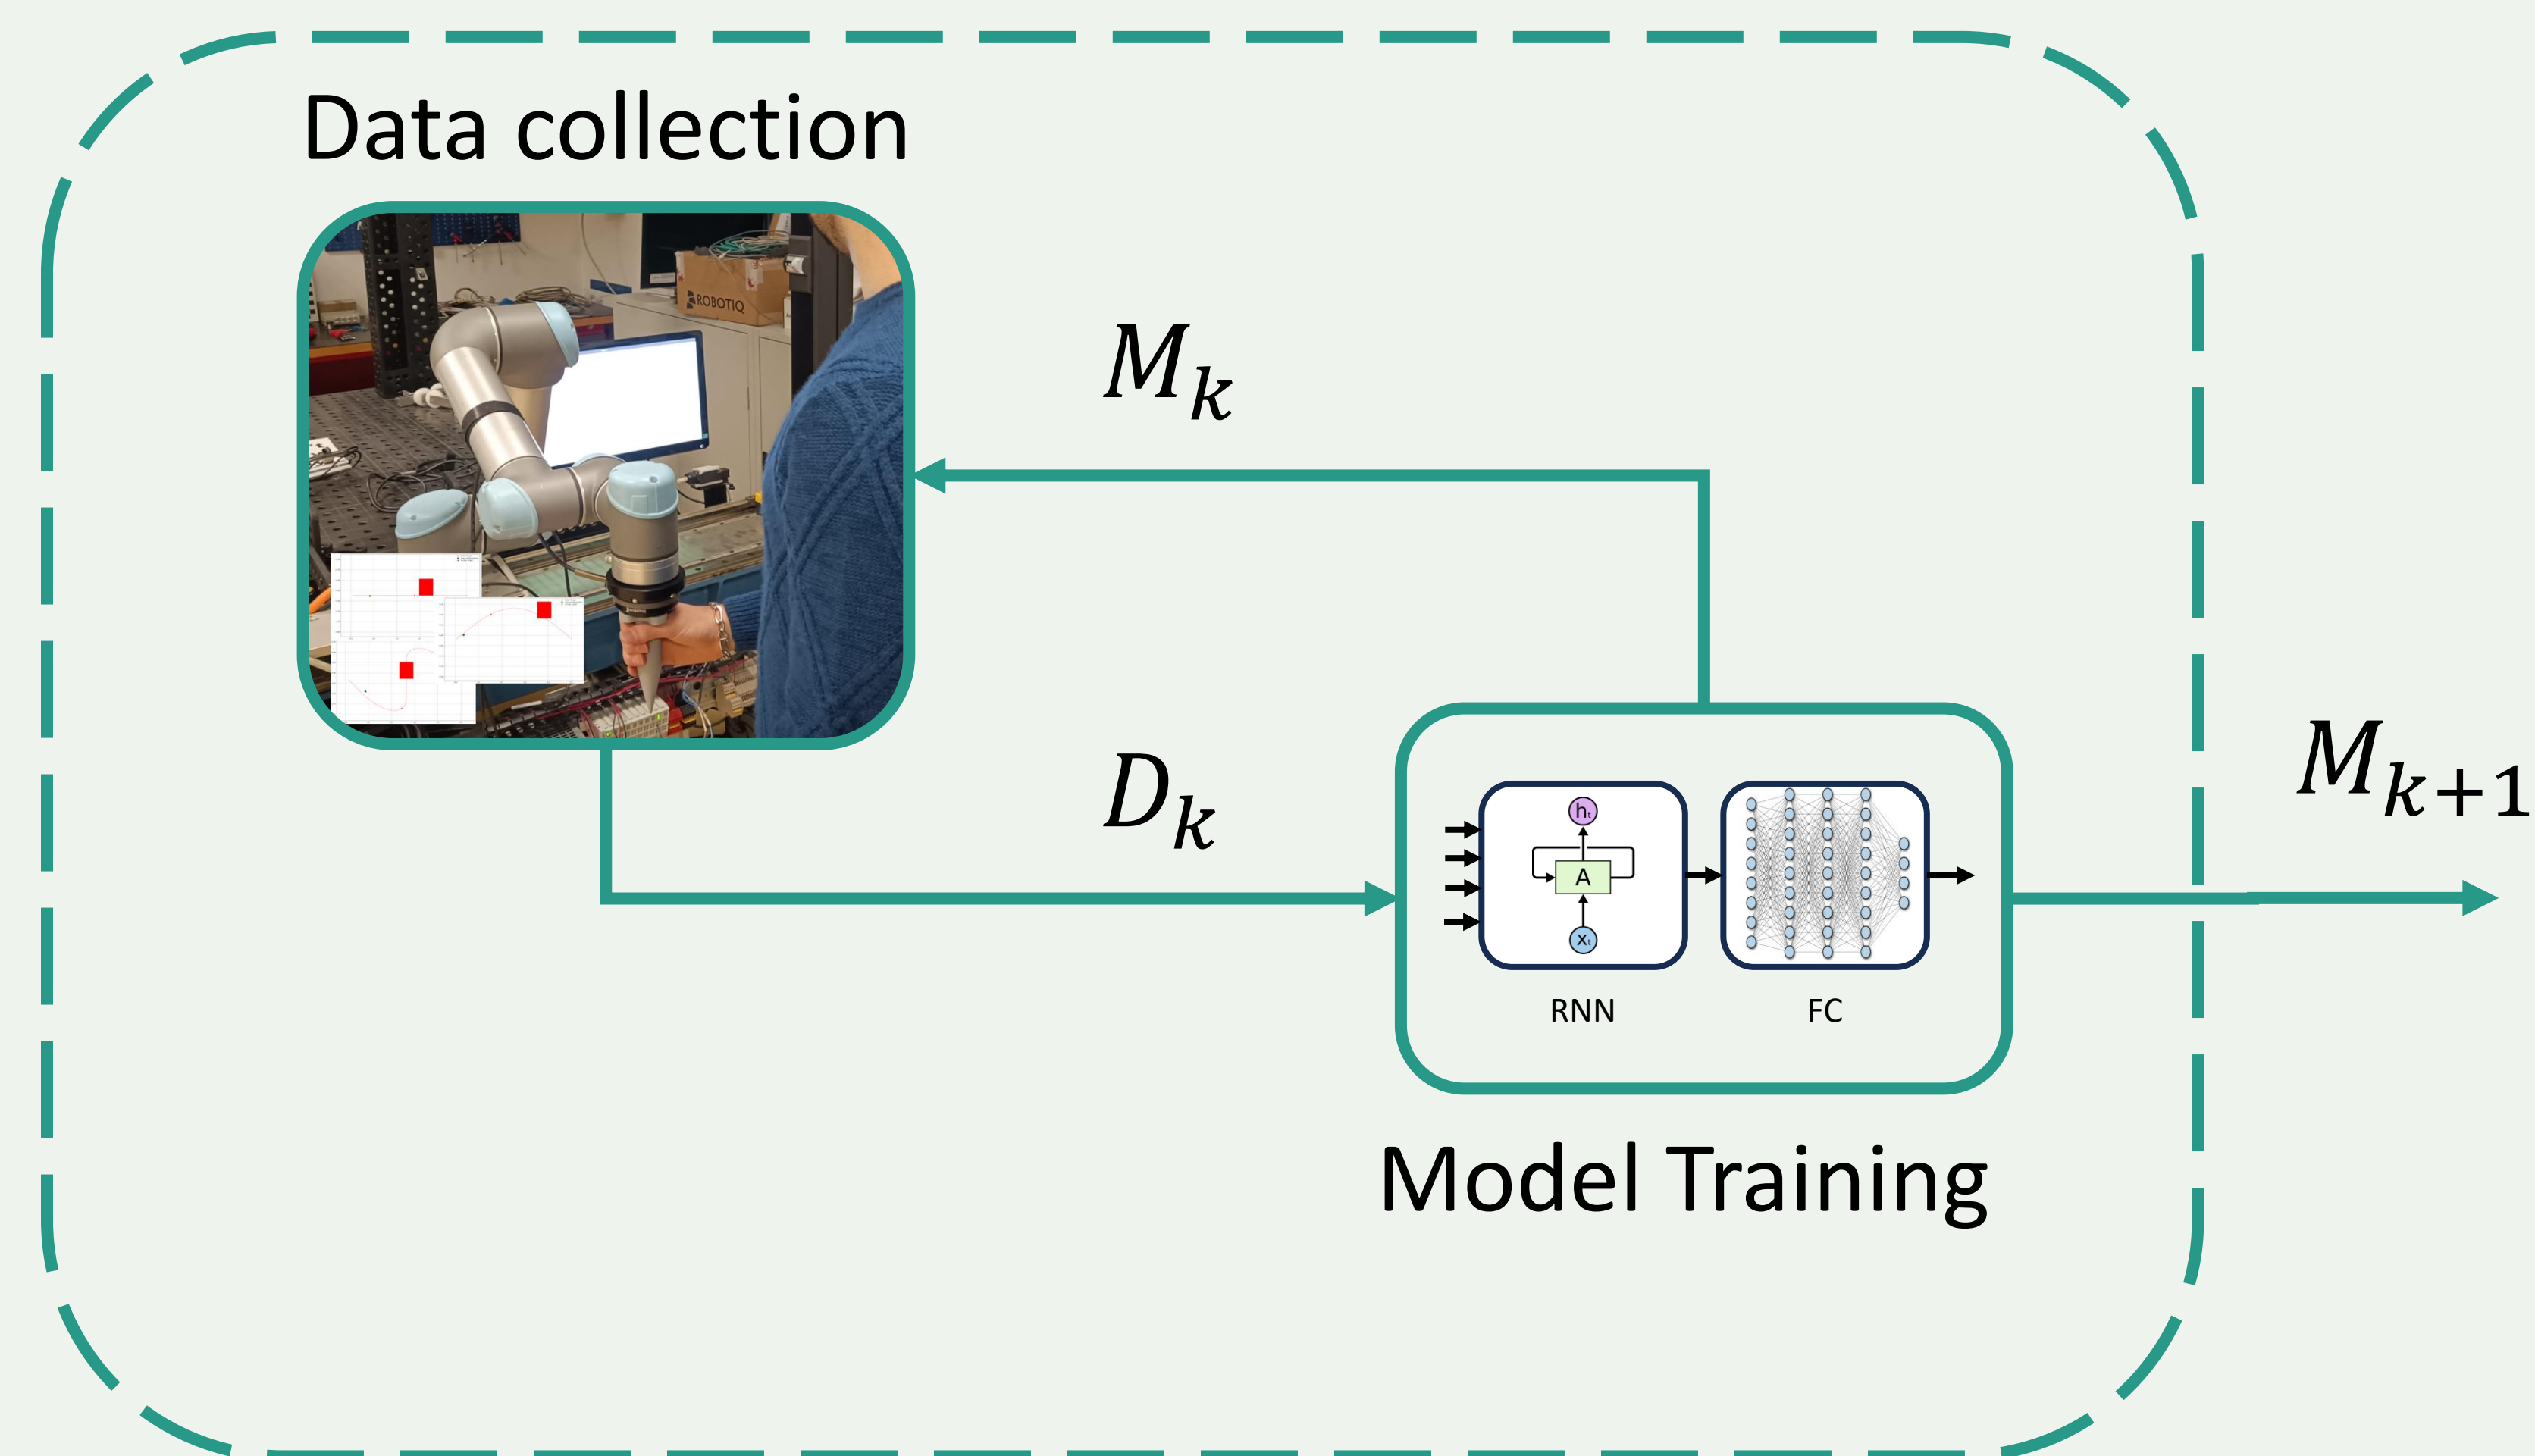 Data collection
ROBOTIQ
M_k
D_k
M_{k+1}
h_t
A
x_t
RNN
FC
Model Training